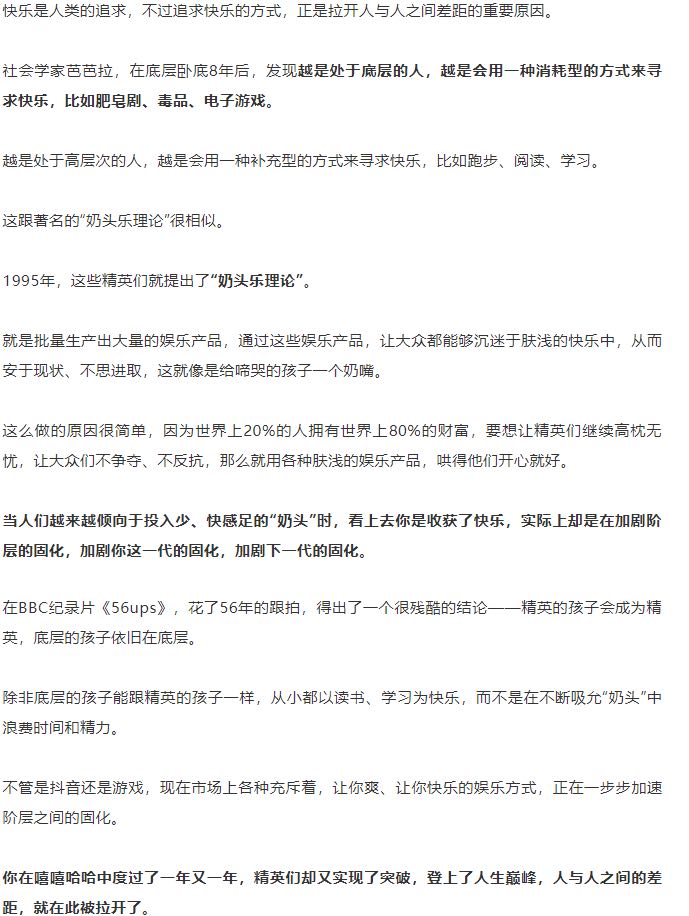 快乐是人类的追求，不过追求快乐的方式，正是拉开人与人之间差距的重要原因。
社会学家芭芭拉，在底层卧底8年后，发现越是处于底层的人，越是会用一种消耗型的方式来寻
求快乐，比如肥皂剧、毒品、电子游戏。
越是处于高层次的人，越是会用一种补充型的方式来寻求快乐，比如跑步、阅读、学习。
这跟著名的“奶头乐理论”很相似。
1995年，这些精英们就提出了“奶头乐理论”。
就是批量生产出大量的娱乐产品，通过这些娱乐产品，让大众都能够沉迷于肤浅的快乐中，从而
安于现状、不思进取，这就像是给啼哭的孩子一个奶嘴。
这么做的原因很简单，因为世界上20%的人拥有世界上80%的财富，要想让精英们继续高枕无
忧，让大众们不争夺、不反抗，那么就用各种肤浅的娱乐产品，哄得他们开心就好。
当人们越来越倾向于投入少、快感足的“奶头”时，看上去你是收获了快乐，实际上却是在加剧阶
层的固化，加剧你这一代的固化，加剧下一代的固化。
在BBC纪录片《56ups》，花了56年的跟拍，得出了一个很残酷的结论——精英的孩子会成为精
英，底层的孩子依旧在底层。
除非底层的孩子能跟精英的孩子一样，从小都以读书、学习为快乐，而不是在不断吸允“奶头”中
浪费时间和精力。
不管是抖音还是游戏，现在市场上各种充斥着，让你爽、让你快乐的娱乐方式，正在一步步加速
阶层之间的固化。
你在嘻嘻哈哈中度过了一年又一年，精英们却又实现了突破，登上了人生巅峰，人与人之间的差
距，就在此被拉开了。